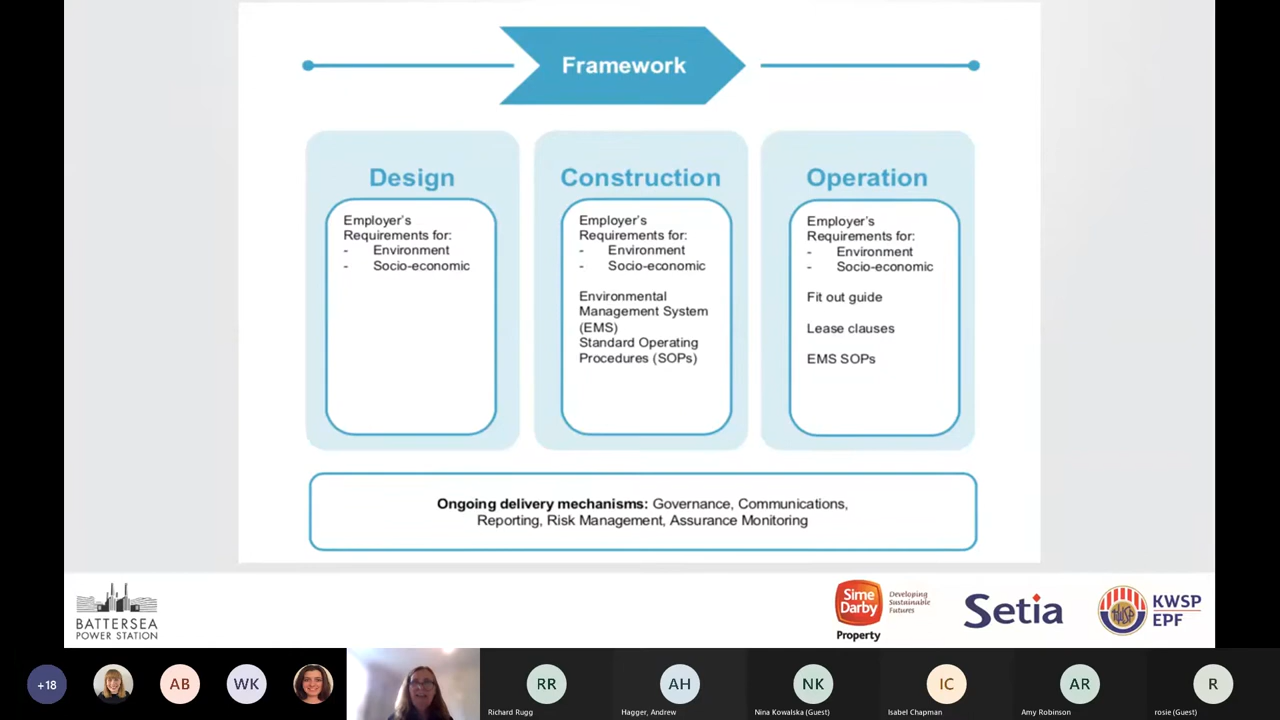 Framework
Design
Employer's
Requirements for:
- Environment
- Socio-economic
Construction
Employer's
Requirements for:
- Environment
- Socio-economic
Environmental
Management System
(EMS)
Standard Operating
Procedures (SOPs)
Operation
Employer's
Requirements for:
- Environment
- Socio-economic
Fit out guide
Lease clauses
EMS SOPs
Ongoing delivery mechanisms: Governance, Communications,
Reporting, Risk Management, Assurance Monitoring
BATTERSEA
POWER STATION
Sime
Darby
Property
Developing
Sustainable
Futures
Setia
KWSP
KWSP
EPF
+18
AB
WK
RR
Richard Rugg
AH
Hagger, Andrew
NK
Nina Kowalska (Guest)
IC
Isabel Chapman
AR
Amy Robinson
R
rosie (Guest)